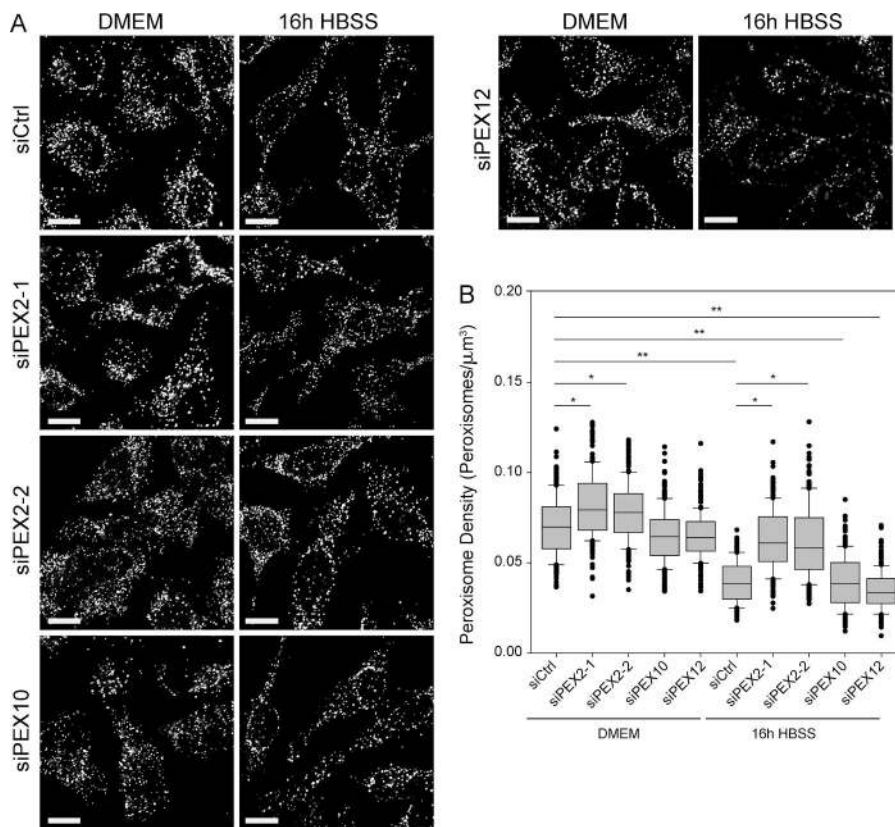 A
DMEM
16h HBSS
DMEM
16h HBSS
siCtrl
siPEX12
siPEX2-1
siPEX2-2
siPEX10
B
Peroxisome Density (Peroxisomes/μm³)
0.20
0.15
0.10
0.05
0.00
**
**
**
*
*
*
*
siCtrl
siPEX2-1
siPEX2-2
siPEX10
siPEX12
siCtrl
siPEX2-1
siPEX2-2
siPEX10
siPEX12
DMEM
16h HBSS